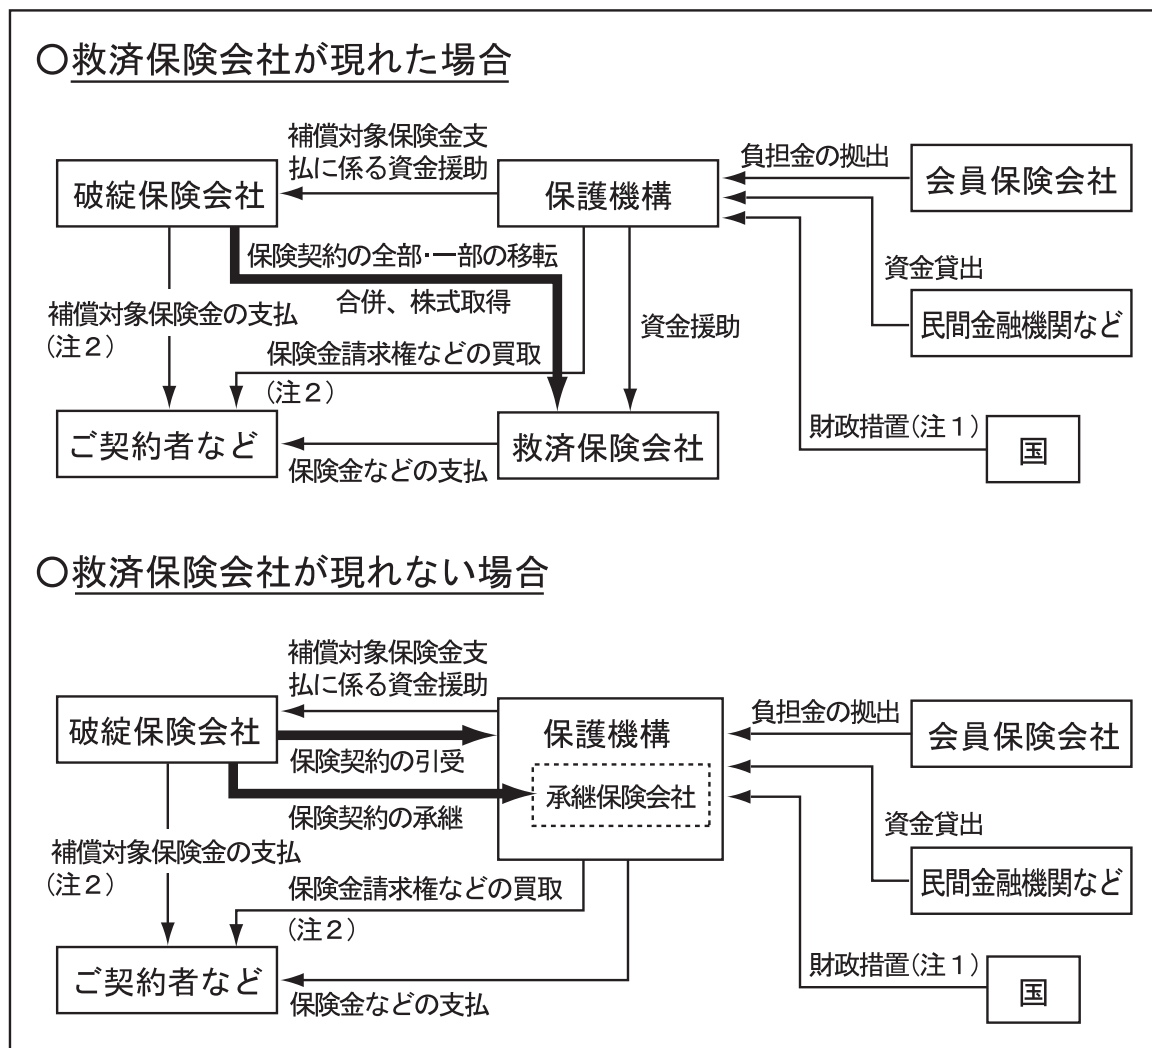 ○救済保険会社が現れた場合
補償対象保険金支
払に係る資金援助
負担金の拠出
会員保険会社
破綻保険会社
保護機構
保険契約の全部・一部の移転
資金貸出
合併、株式取得
補償対象保険金の支払
(注2)
資金援助
民間金融機関など
保険金請求権などの買取
(注2)
財政措置(注1)
国
ご契約者など
救済保険会社
保険金などの支払
○救済保険会社が現れない場合
補償対象保険金支
払に係る資金援助
負担金の拠出
会員保険会社
破綻保険会社
保護機構
保険契約の引受
承継保険会社
保険契約の承継
資金貸出
補償対象保険金の支払
(注2)
民間金融機関など
保険金請求権などの買取
(注2)
財政措置(注1)
国
ご契約者など
保険金などの支払